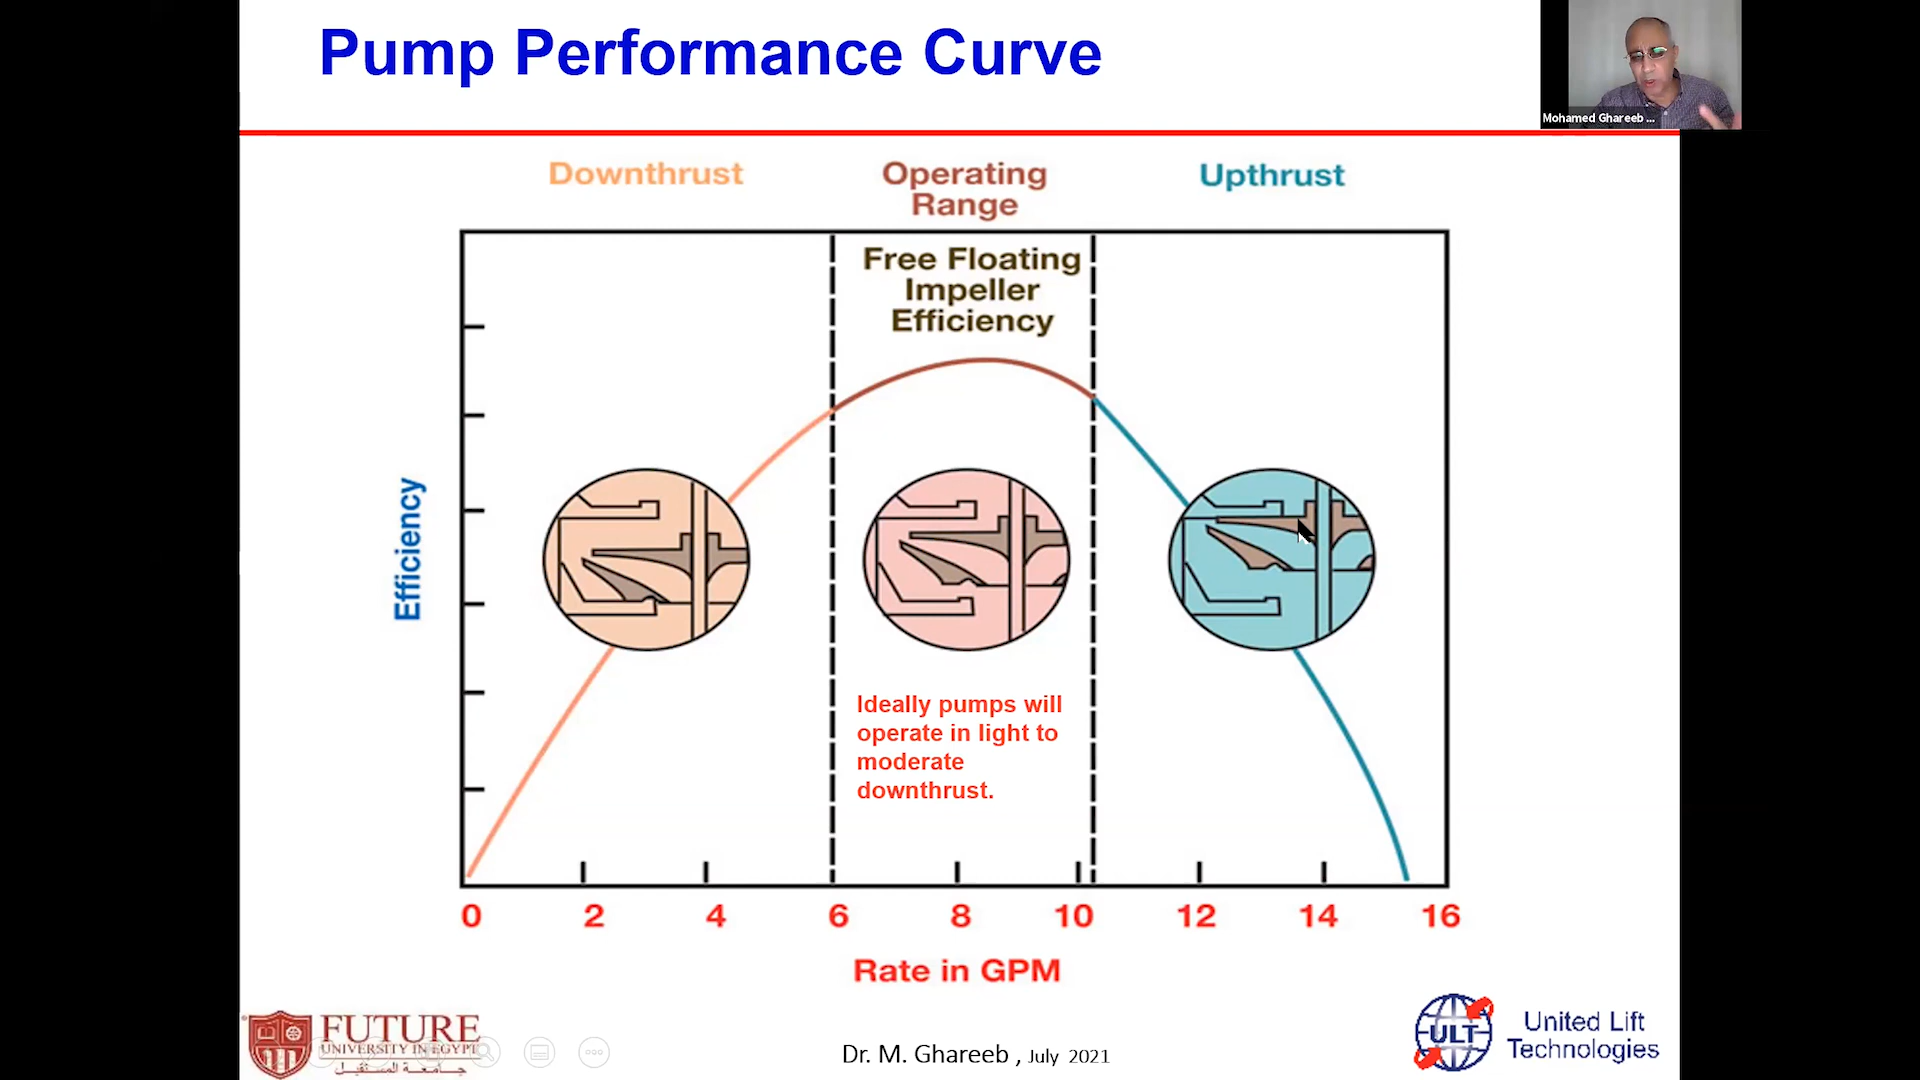 Pump Performance Curve
Mohamed Ghareeb ...
Downthrust
Operating
Range
Upthrust
Free Floating
Impeller
Efficiency
Efficiency
Ideally pumps will
operate in light to
moderate
downthrust.
0 2 4 6 8 10 12 14 16
Rate in GPM
FUTURE
UNIVERSITY IN EGYPT
جامعة المستقبل
Dr. M. Ghareeb , July 2021
ULT
United Lift
Technologies